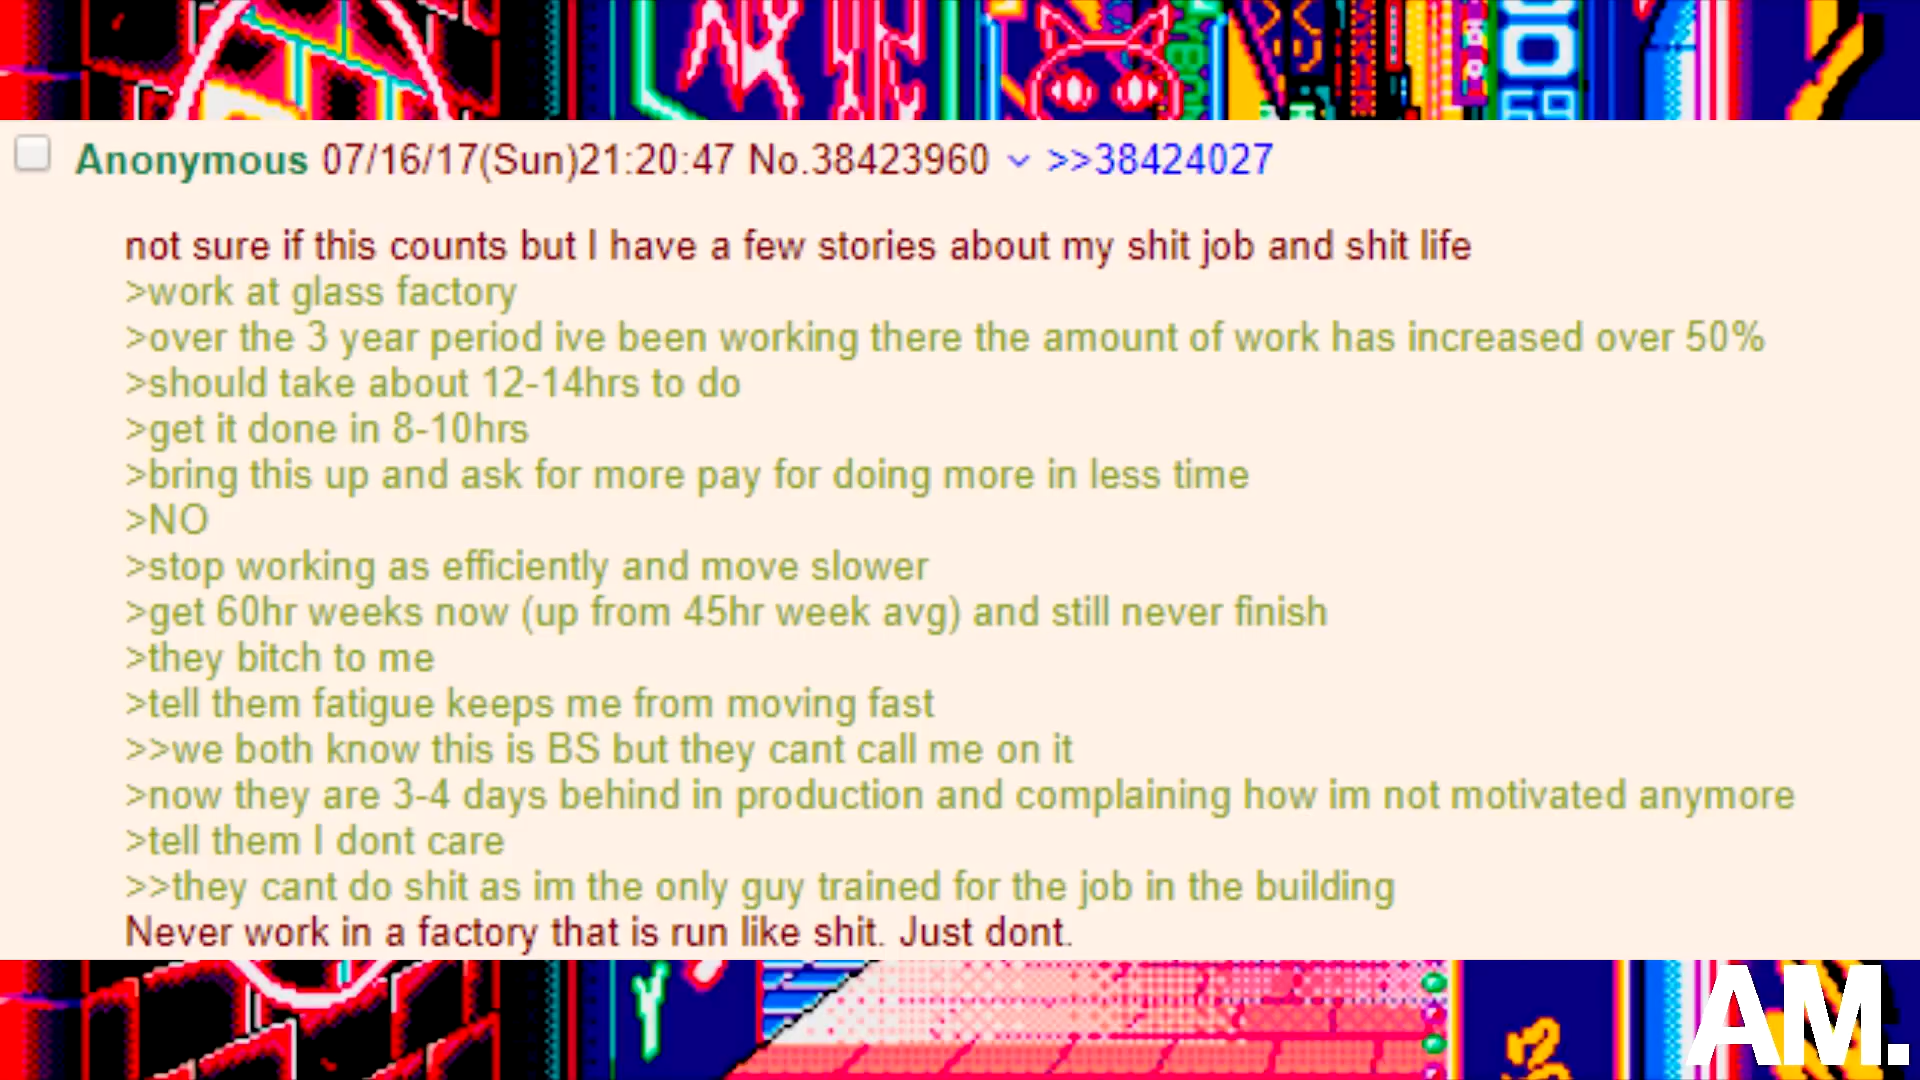 Anonymous 07/16/17(Sun)21:20:47 No.38423960 >>38424027
not sure if this counts but I have a few stories about my shit job and shit life
>work at glass factory
>over the 3 year period ive been working there the amount of work has increased over 50%
>should take about 12-14hrs to do
>get it done in 8-10hrs
>bring this up and ask for more pay for doing more in less time
>NO
>stop working as efficiently and move slower
>get 60hr weeks now (up from 45hr week avg) and still never finish
>they bitch to me
>tell them fatigue keeps me from moving fast
>>we both know this is BS but they cant call me on it
>now they are 3-4 days behind in production and complaining how im not motivated anymore
>tell them I dont care
>>they cant do shit as im the only guy trained for the job in the building
Never work in a factory that is run like shit. Just dont.
AM.